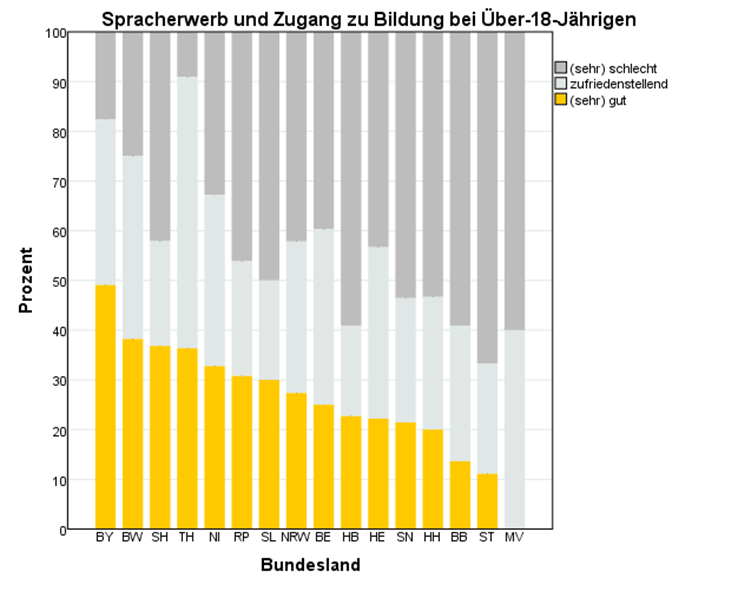 Spracherwerb und Zugang zu Bildung bei Über-18-Jährigen
100
90
80
70
60
50
40
30
20
10
0
Prozent
(sehr) schlecht
zufriedenstellend
(sehr) gut
BY BW SH TH NI RP SL NRW BE HB HE SN HH BB ST MV
Bundesland